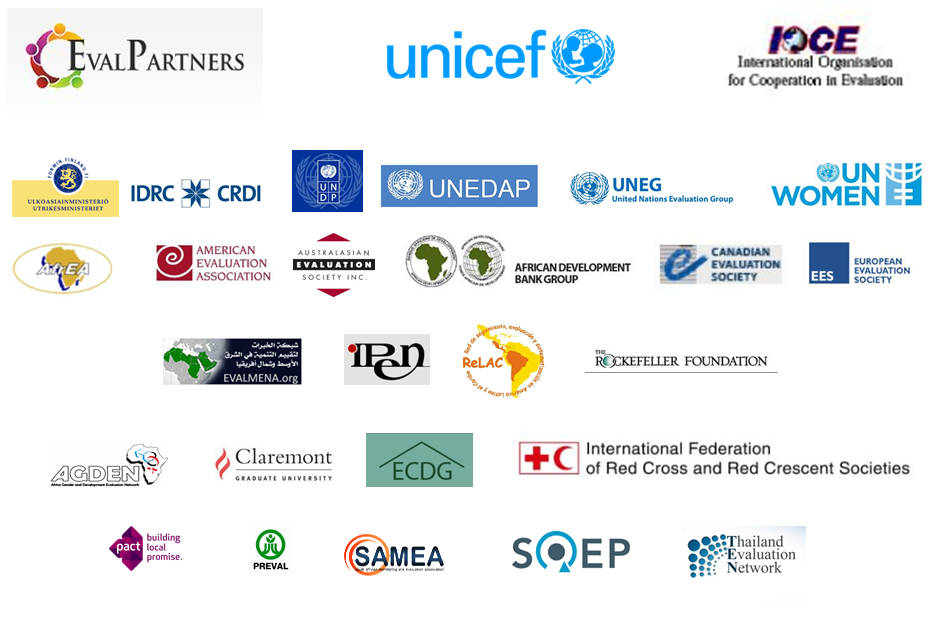 EVALPARTNERS
unicef
IOCE
International Organisation
for Cooperation in Evaluation
FORMIN.FINLAND.FI
ULKOASIAINMINISTERIÖ
UTRIKESMINISTERIET
IDRC CRDI
UN
DP
UNEDAP
UNEG
United Nations Evaluation Group
UN
WOMEN
AfrEA
AMERICAN
EVALUATION
ASSOCIATION
AUSTRALASIAN
EVALUATION
SOCIETY INC.
AFRICAN DEVELOPMENT
BANK GROUP
CANADIAN
EVALUATION
SOCIETY
EES
EUROPEAN
EVALUATION
SOCIETY
شبكة الخبرات
لتقييم التنمية في الشرق
الأوسط وشمال أفريقيا
EVALMENA.org
IPEN
Red de seguimiento, evaluación y sistematización en América Latina y el Caribe
ReLAC
THE
ROCKEFELLER FOUNDATION
AGDEN
Africa Gender and Development Evaluation Network
Claremont
GRADUATE UNIVERSITY
ECDG
International Federation
of Red Cross and Red Crescent Societies
pact
building
local
promise.
PREVAL
SAMEA
south african monitoring and evaluation association
SQEP
Thailand
Evaluation
Network